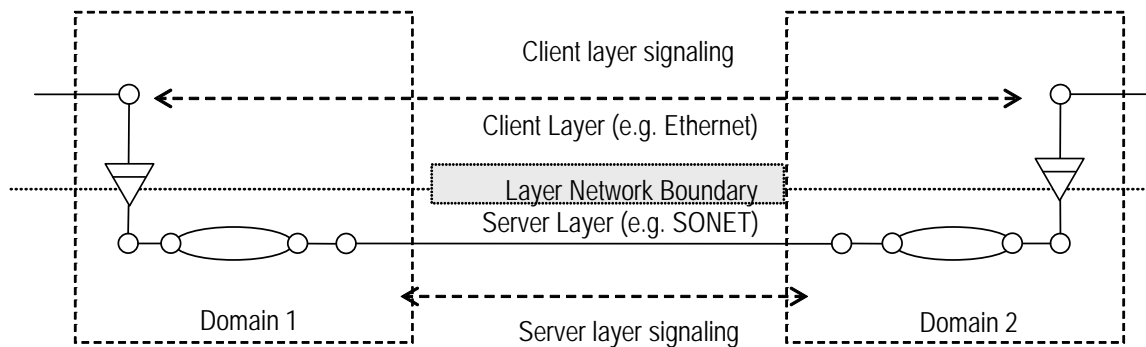 Client layer signaling
Client Layer (e.g. Ethernet)
Layer Network Boundary
Server Layer (e.g. SONET)
Domain 1
Server layer signaling
Domain 2